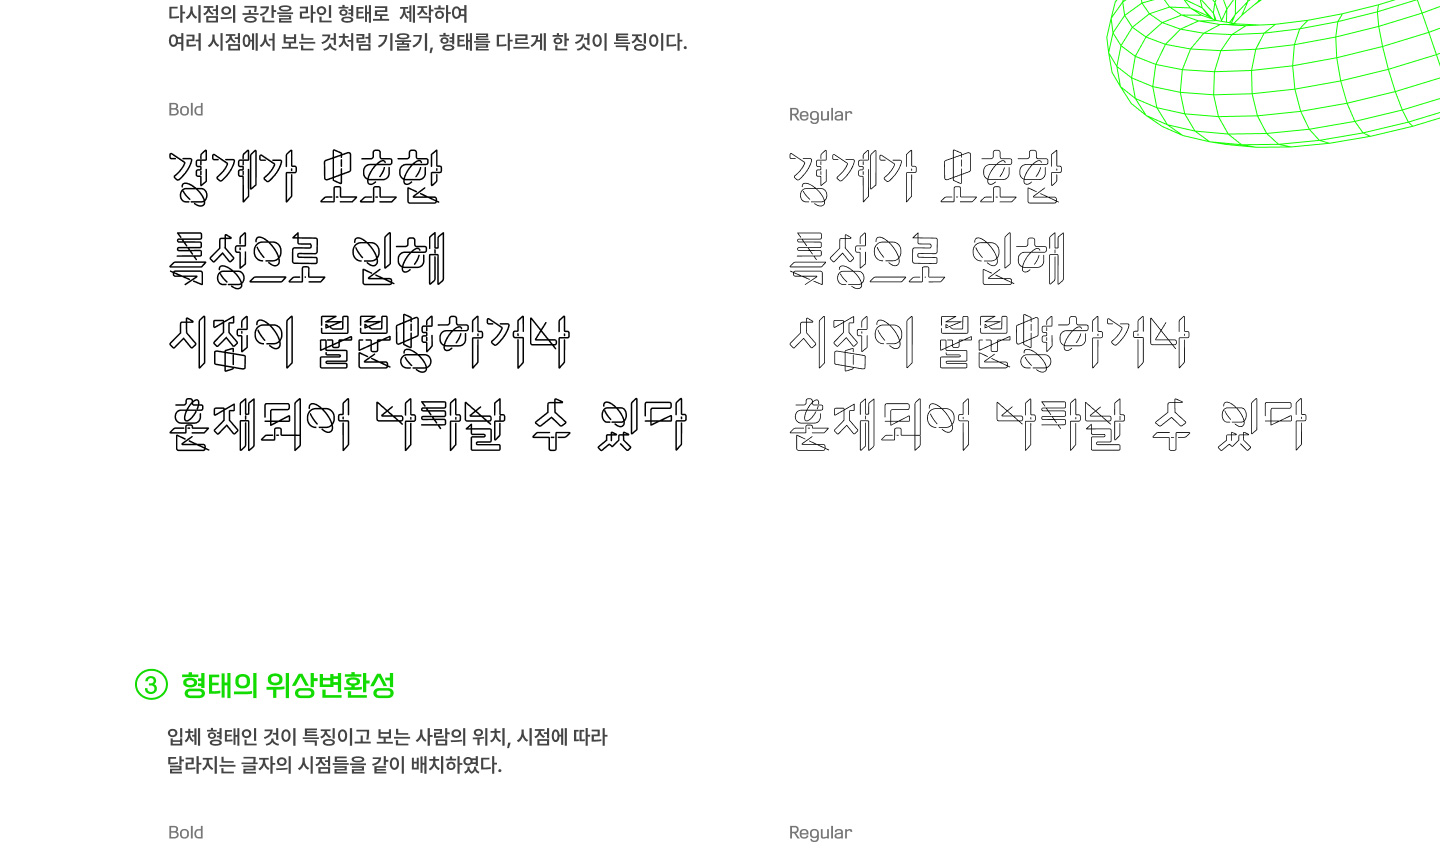 다시점의 공간을 라인 형태로 제작하여
여러 시점에서 보는 것처럼 기울기, 형태를 다르게 한 것이 특징이다.
Bold
Regular
경계가 모호한
경계가 모호한
특성으로 인해
특성으로 인해
시점이 불분명하거나
시점이 불분명하거나
혼재되어 나타날 수 있다
혼재되어 나타날 수 있다
③ 형태의 위상변환성
입체 형태인 것이 특징이고 보는 사람의 위치, 시점에 따라
달라지는 글자의 시점들을 같이 배치하였다.
Bold
Regular